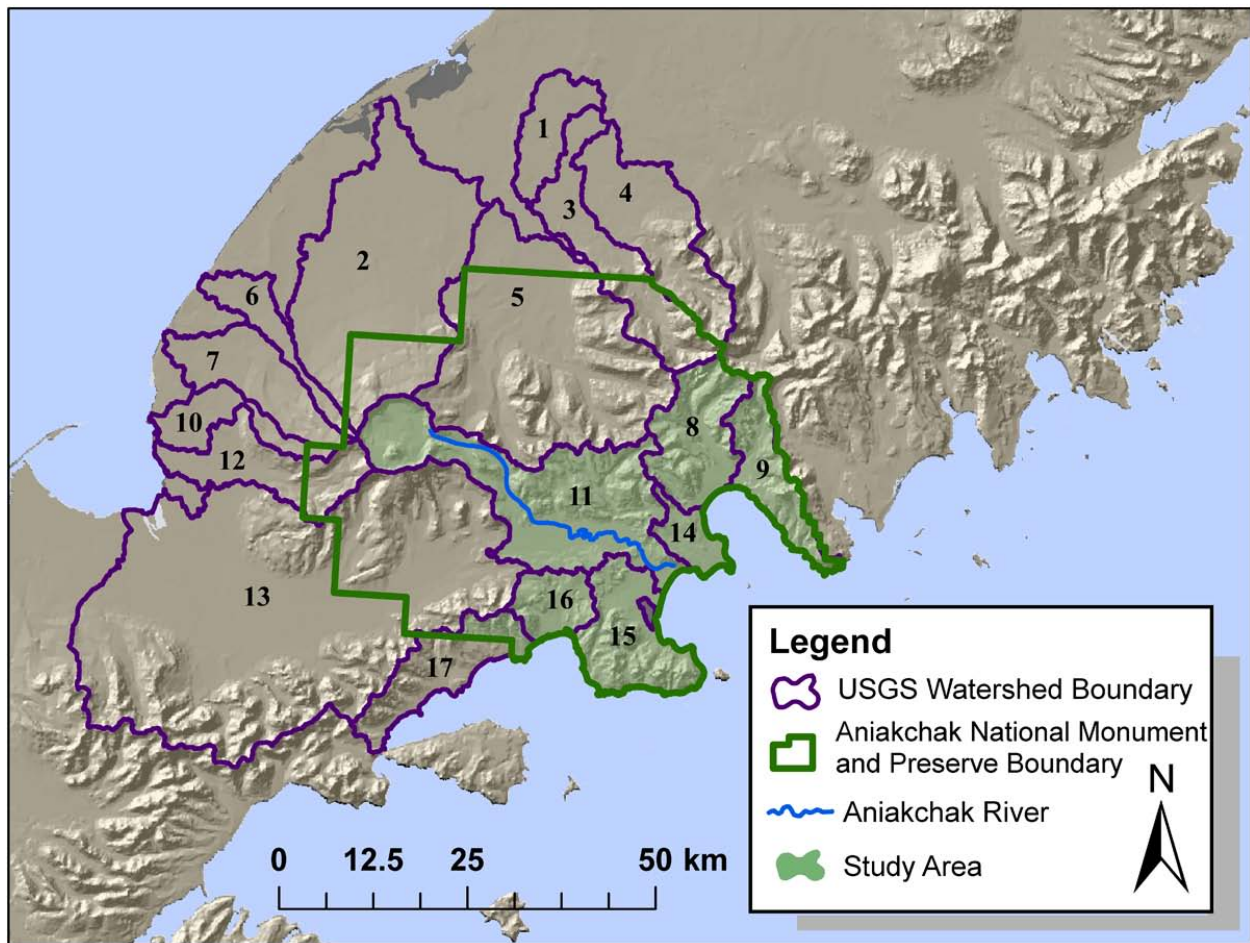 1
4
3
2
5
6
7
8
10
9
12
11
14
13
16
15
17
Legend
USGS Watershed Boundary
Aniakchak National Monument
and Preserve Boundary
Aniakchak River
Study Area
N
0 12.5 25 50 km